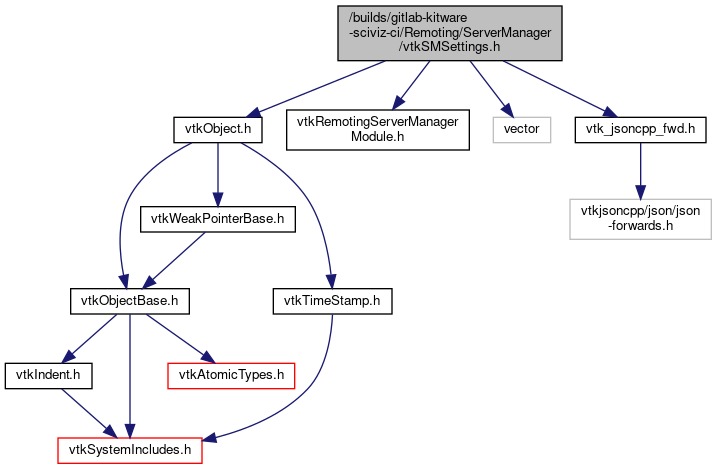 /builds/gitlab-kitware
-sciviz-ci/Remoting/ServerManager
/vtkSMSettings.h
vtkObject.h
vtkRemotingServerManager
Module.h
vector
vtk_jsoncpp_fwd.h
vtkWeakPointerBase.h
vtkjsoncpp/json/json
-forwards.h
vtkObjectBase.h
vtkTimeStamp.h
vtkIndent.h
vtkAtomicTypes.h
vtkSystemIncludes.h